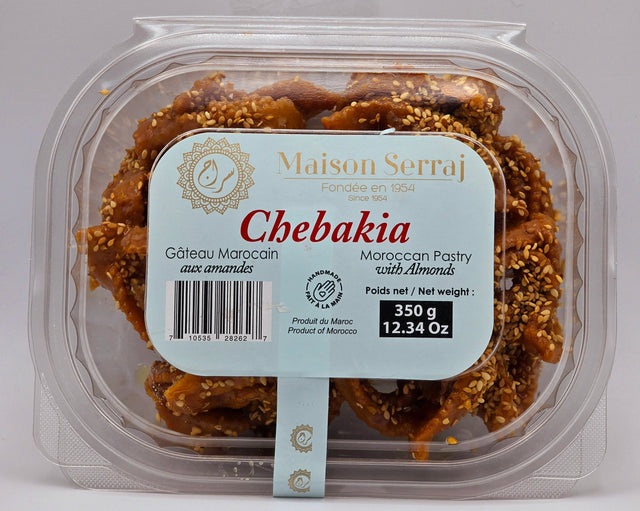 Maison Serraj
Fondée en 1954
Since 1954
Chebakia
Gâteau Marocain
aux amandes
Moroccan Pastry
with Almonds
HANDMADE
FAIT À LA MAIN
Poids net / Net weight :
350 g
12.34 Oz
Produit du Maroc
Product of Morocco
7 10535 28262 7